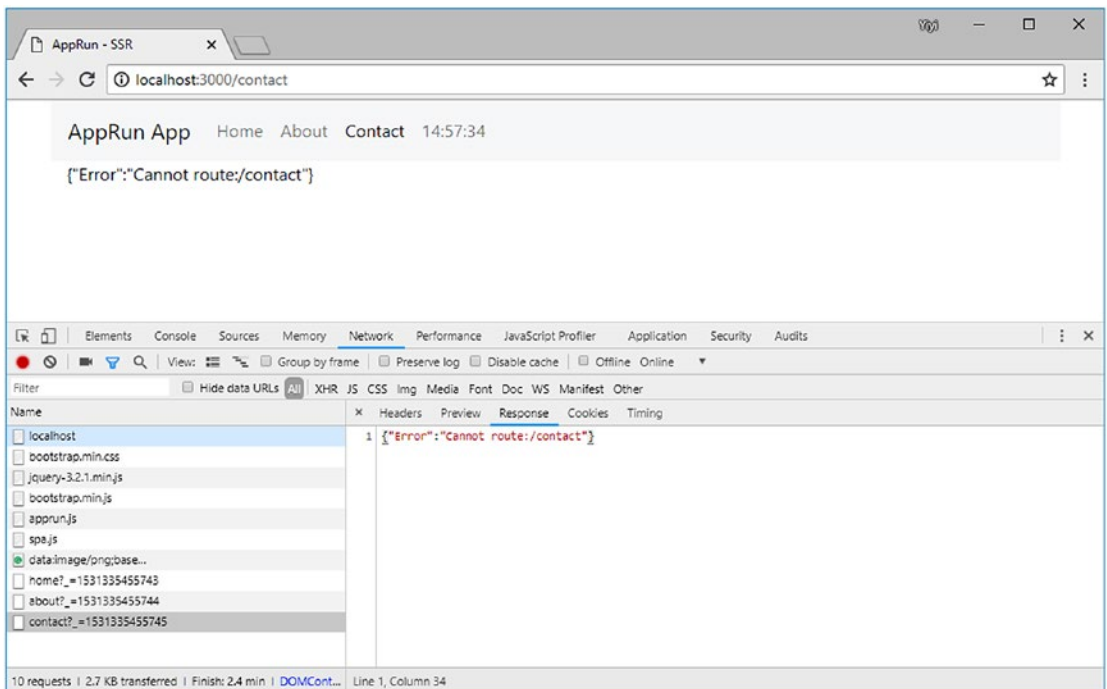 AppRun - SSR
Yiyi
localhost:3000/contact
AppRun App Home About Contact 14:57:34
{"Error":"Cannot route:/contact"}
Elements Console Sources Memory Network Performance JavaScript Profiler Application Security Audits
View: Group by frame Preserve log Disable cache Offline Online
Filter Hide data URLs All XHR JS CSS Img Media Font Doc WS Manifest Other
Name
Headers Preview Response Cookies Timing
localhost
bootstrap.min.css
jquery-3.2.1.min.js
bootstrap.min.js
apprun.js
spa.js
data:image/png;base...
home?_=1531335455743
about?_=1531335455744
contact?_=1531335455745
1 {"Error":"Cannot route:/contact"}
10 requests | 2.7 KB transferred | Finish: 2.4 min | DOMCont... Line 1, Column 34